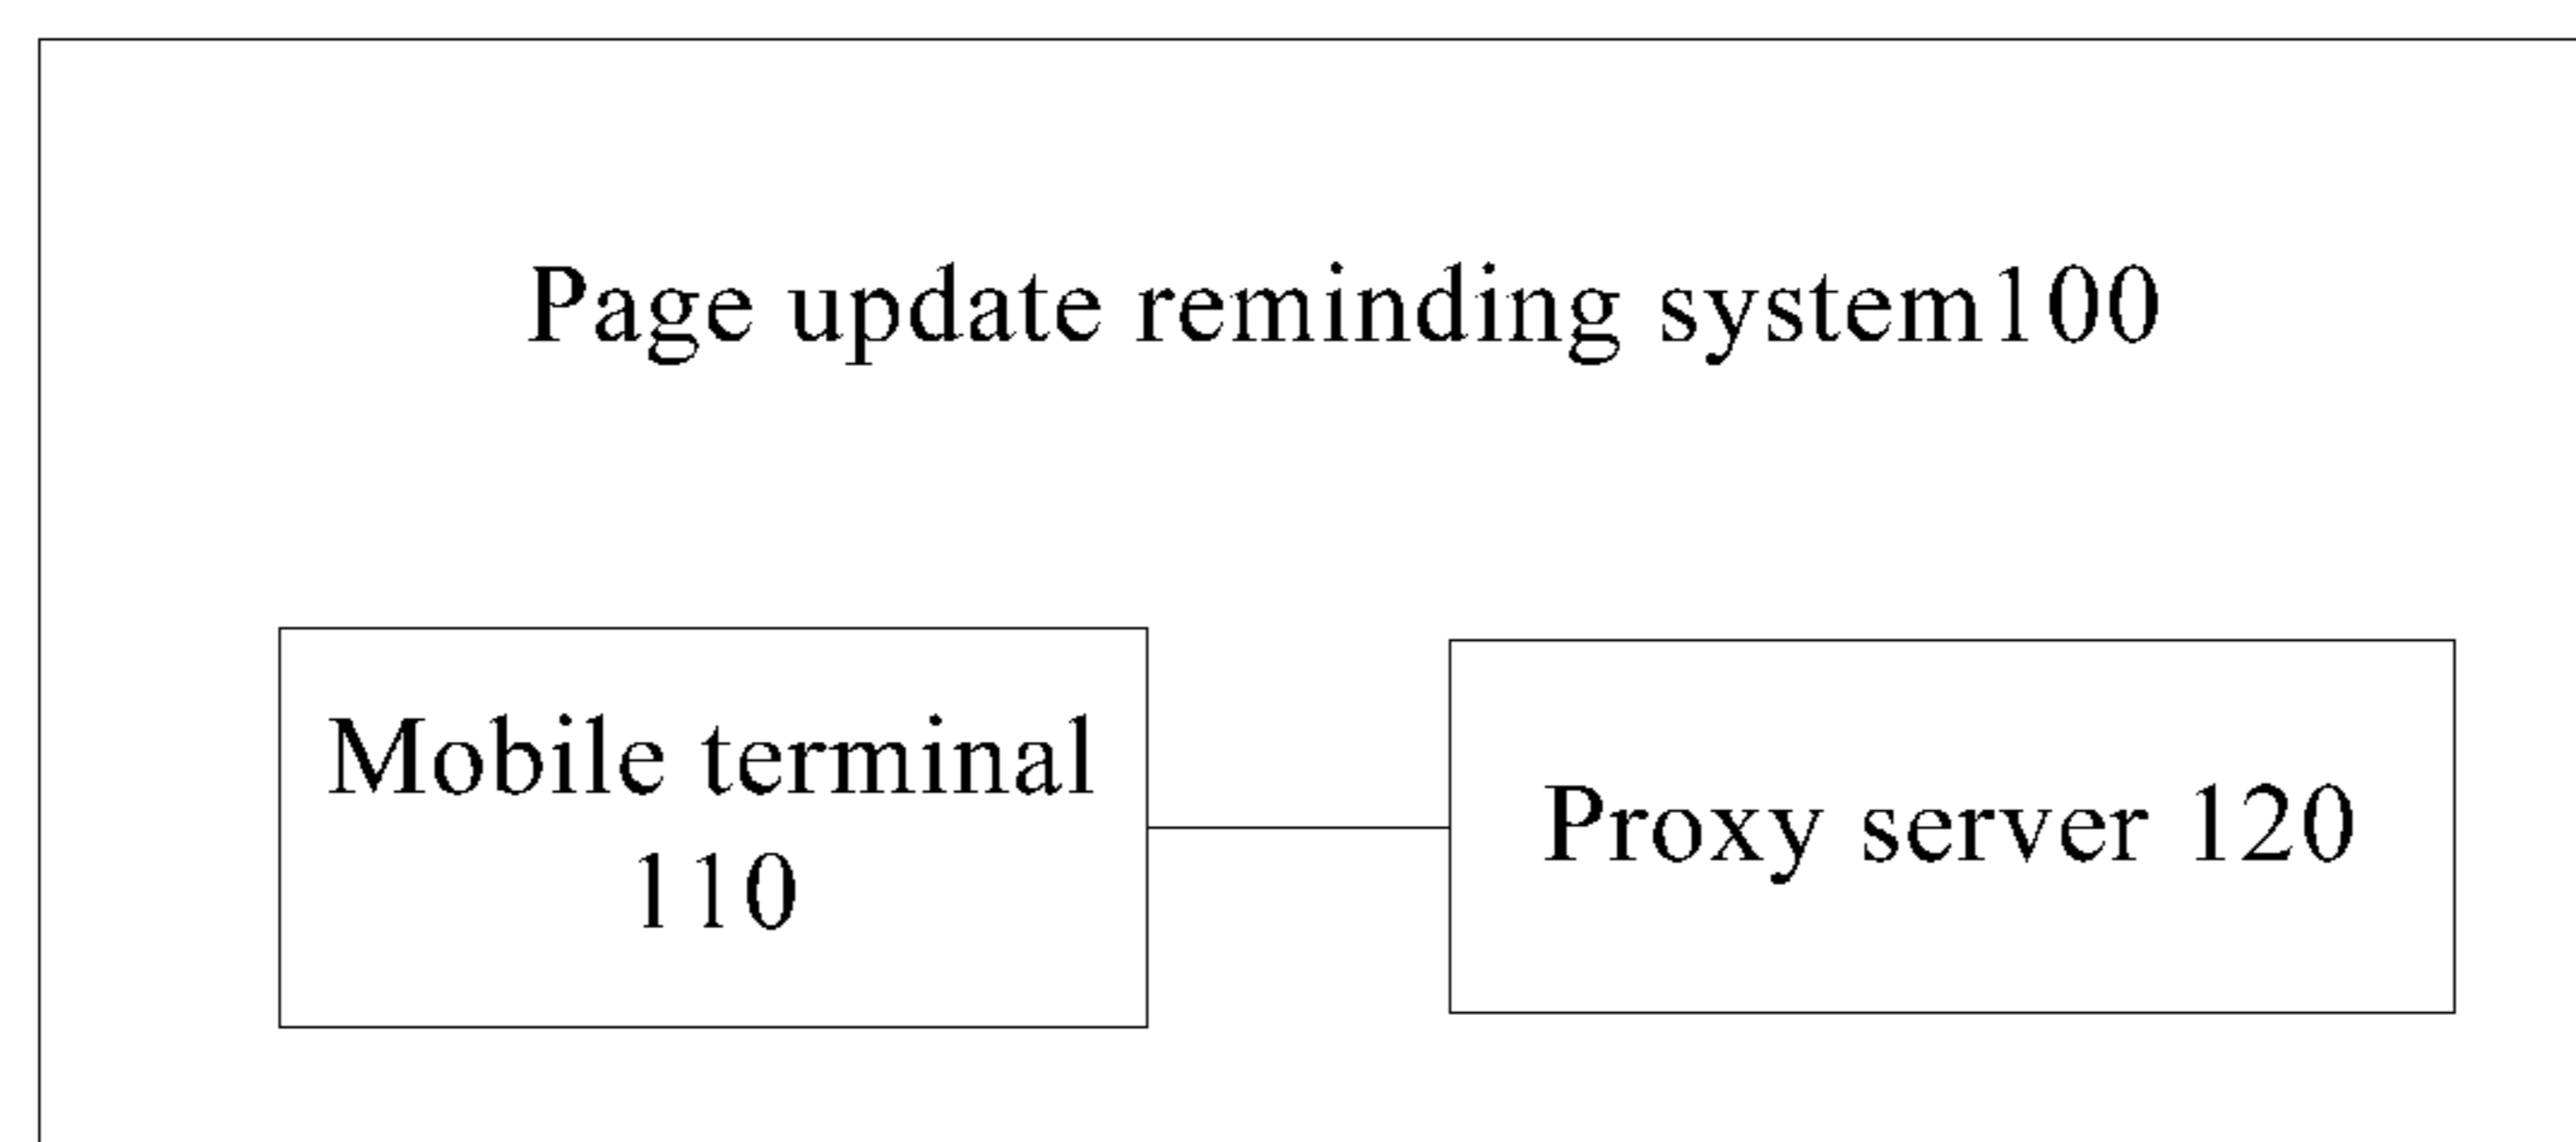 Page update reminding system100
Mobile terminal
110
Proxy server 120